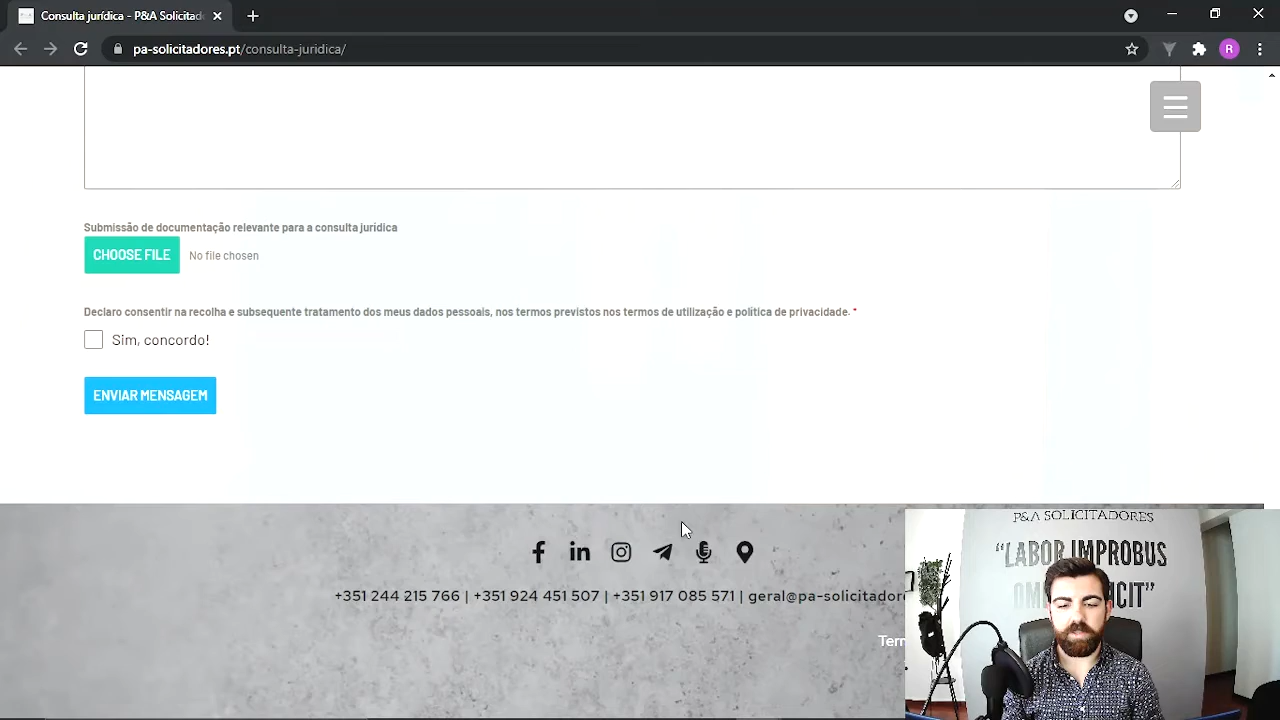 Consulta jurídica - P&A Solicitad
pa-solicitadores.pt/consulta-juridica/
R
Submissão de documentação relevante para a consulta jurídica
CHOOSE FILE
No file chosen
Declaro consentir na recolha e subsequente tratamento dos meus dados pessoais, nos termos previstos nos termos de utilização e política de privacidade. *
Sim, concordo!
ENVIAR MENSAGEM
+351 244 215 766 | +351 924 451 507 | +351 917 085 571 | geral@pa-solicitador
Term
P&A SOLICITADORES
"LABOR IMPROBUS